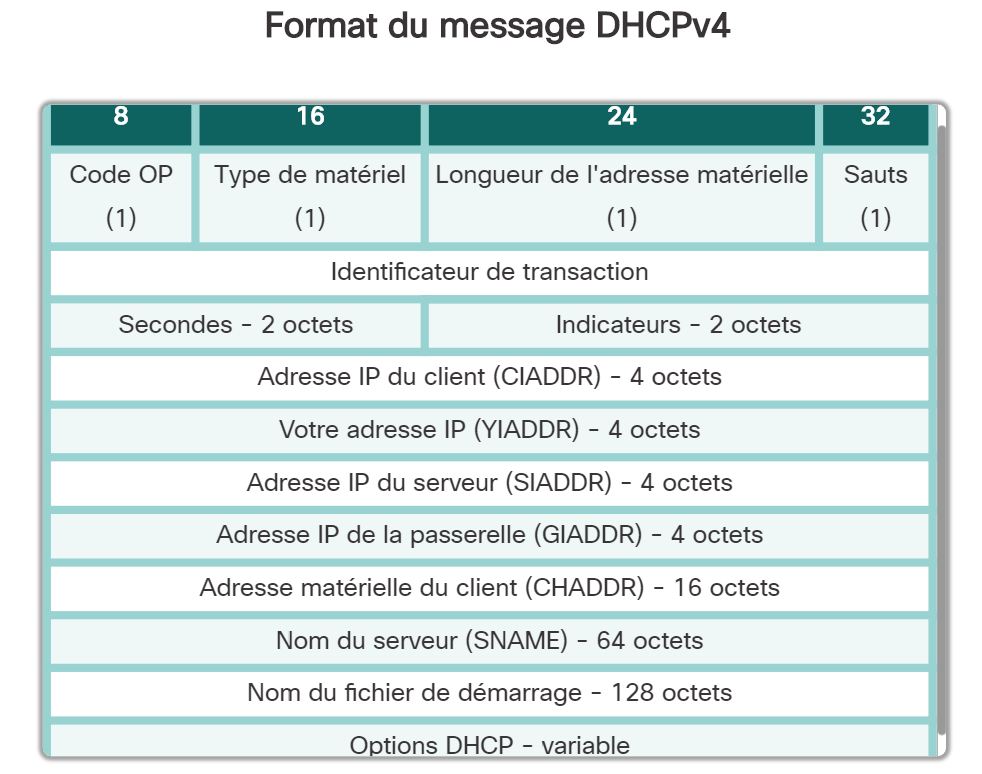 Format du message DHCPv4
8 16 24 32
Code OP Type de matériel Longueur de l'adresse matérielle Sauts
(1) (1) (1) (1)
Identificateur de transaction
Secondes - 2 octets Indicateurs - 2 octets
Adresse IP du client (CIADDR) - 4 octets
Votre adresse IP (YIADDR) - 4 octets
Adresse IP du serveur (SIADDR) - 4 octets
Adresse IP de la passerelle (GIADDR) - 4 octets
Adresse matérielle du client (CHADDR) - 16 octets
Nom du serveur (SNAME) - 64 octets
Nom du fichier de démarrage - 128 octets
Options DHCP - variable